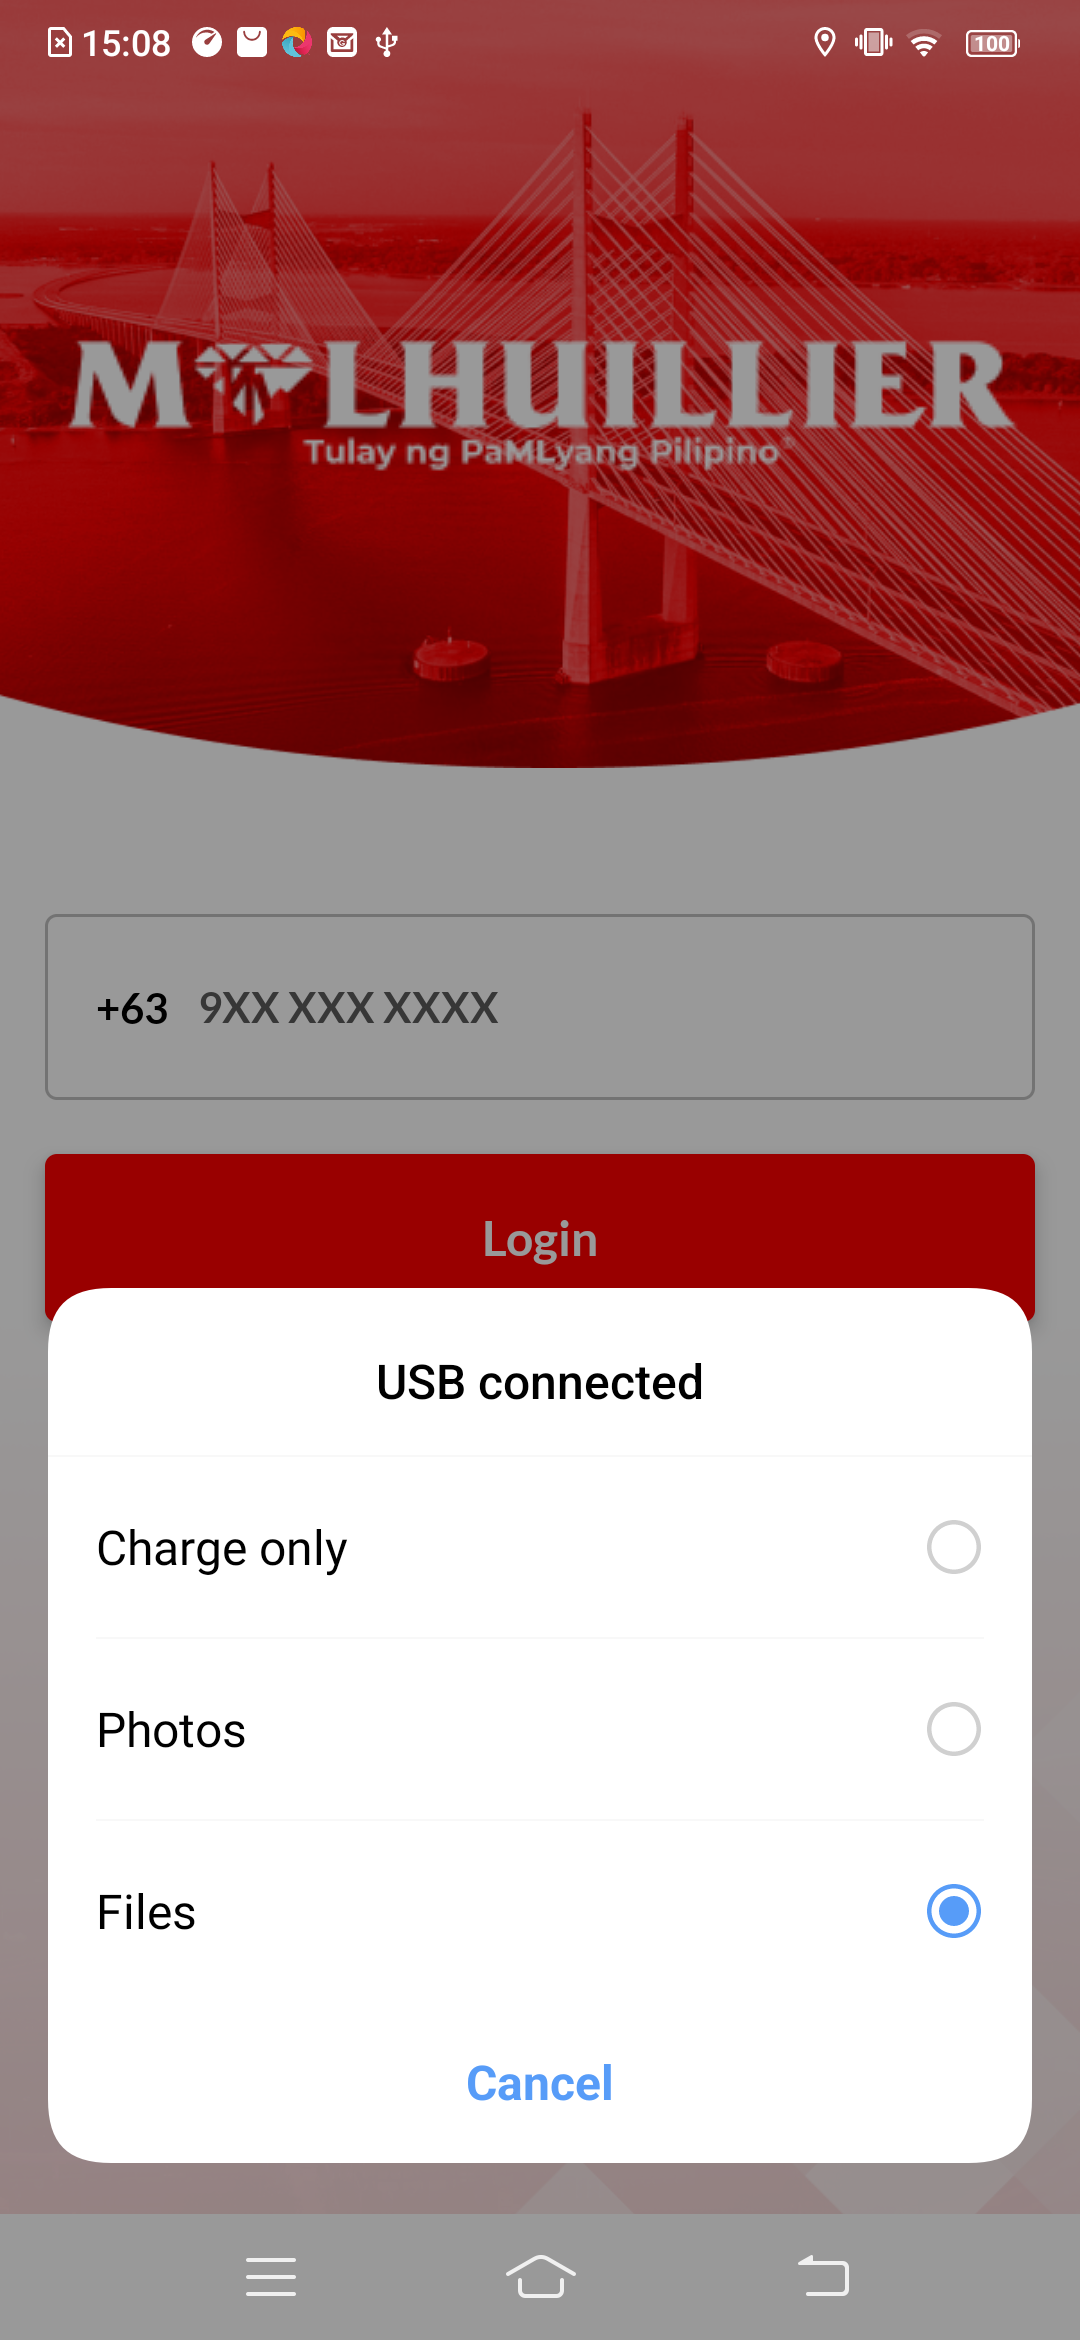 15:08
100
M LHUILLIER
Tulay ng PaMLyang Pilipino
+63 9XX XXX XXXX
Login
USB connected
Charge only
Photos
Files
Cancel